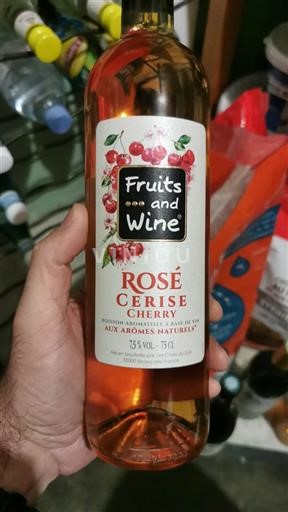 Fruits
and
Wine®
ROSÉ
CERISE
CHERRY
BOISSON AROMATISÉE À BASE DE VIN
AUX ARÔMES NATURELS*
7,5 % VOL. - 75 CL
VINIOU